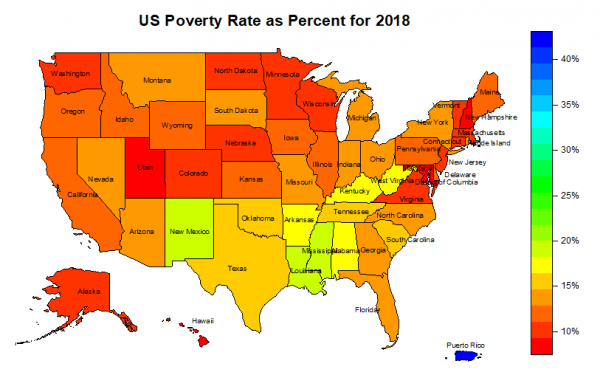 US Poverty Rate as Percent for 2018
Washington
Montana
North Dakota
Minnesota
Maine
Oregon
Idaho
Wyoming
South Dakota
Wisconsin
Michigan
Vermont
New Hampshire
New York
Massachusetts
Connecticut
Rhode Island
Nevada
Utah
Colorado
Nebraska
Iowa
Illinois
Indiana
Ohio
Pennsylvania
New Jersey
California
Kansas
Missouri
Kentucky
West Virginia
Maryland
Delaware
District of Columbia
Virginia
Arizona
New Mexico
Oklahoma
Arkansas
Tennessee
North Carolina
Texas
Louisiana
Mississippi
Alabama
Georgia
South Carolina
Florida
Alaska
Hawaii
Puerto Rico
40%
35%
30%
25%
20%
15%
10%